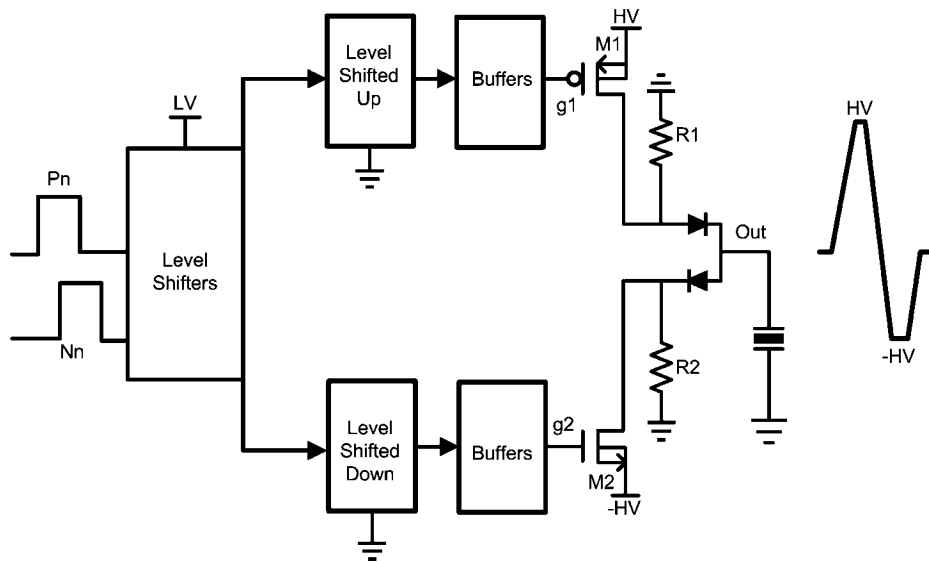 HV
M1
Level
Shifted
Up
Buffers
g1
R1
LV
HV
Pn
Out
Level
Shifters
Nn
-HV
R2
Level
Shifted
Down
Buffers
g2
M2
-HV